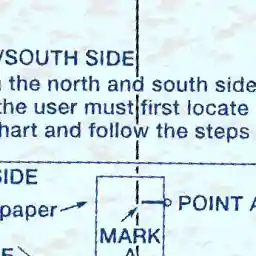 /SOUTH SIDE
the north and south side
the user must first locate
hart and follow the steps
SIDE
paper
POINT A
MARK
A